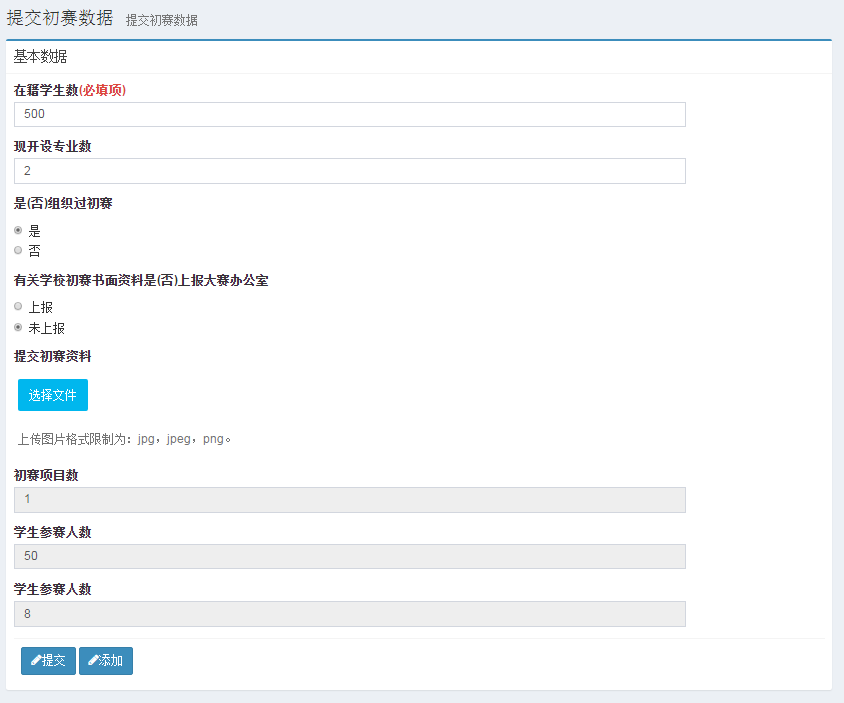 提交初赛数据 提交初赛数据
基本数据
在籍学生数(必填项)
500
现开设专业数
2
是(否)组织过初赛
是
否
有关学校初赛书面资料是(否)上报大赛办公室
上报
未上报
提交初赛资料
选择文件
上传图片格式限制为：jpg，jpeg，png。
初赛项目数
1
学生参赛人数
50
学生参赛人数
8
提交 添加